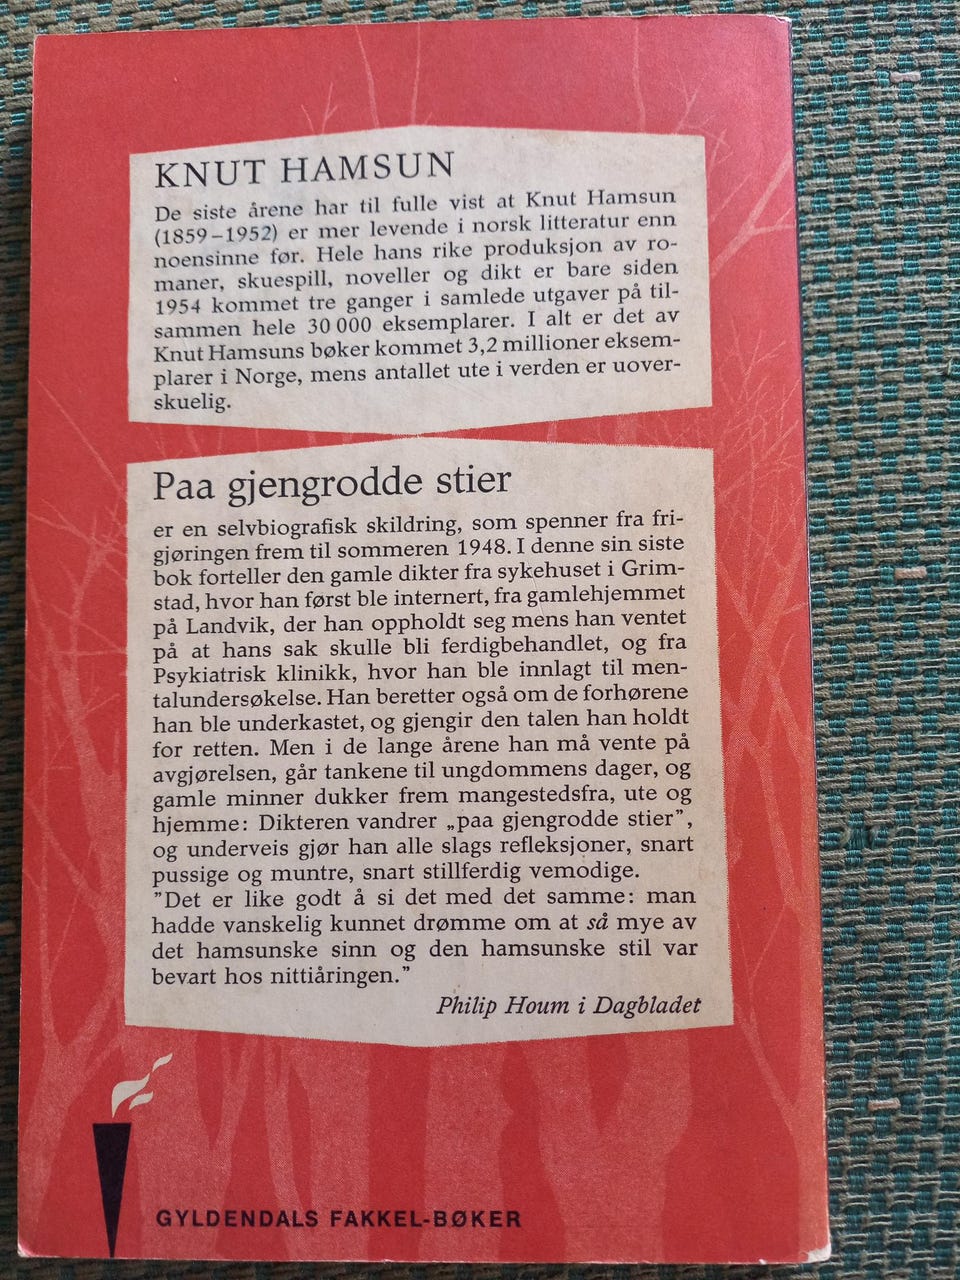 KNUT HAMSUN
De siste årene har til fulle vist at Knut Hamsun
(1859–1952) er mer levende i norsk litteratur enn
noensinne før. Hele hans rike produksjon av ro-
maner, skuespill, noveller og dikt er bare siden
1954 kommet tre ganger i samlede utgaver på til-
sammen hele 30 000 eksemplarer. I alt er det av
Knut Hamsuns bøker kommet 3,2 millioner eksem-
plarer i Norge, mens antallet ute i verden er uover-
skuelig.
Paa gjengrodde stier
er en selvbiografisk skildring, som spenner fra fri-
gjøringen frem til sommeren 1948. I denne sin siste
bok forteller den gamle dikter fra sykehuset i Grim-
stad, hvor han først ble internert, fra gamlehjemmet
på Landvik, der han oppholdt seg mens han ventet
på at hans sak skulle bli ferdigbehandlet, og fra
Psykiatrisk klinikk, hvor han ble innlagt til men-
talundersøkelse. Han beretter også om de forhørene
han ble underkastet, og gjengir den talen han holdt
for retten. Men i de lange årene han må vente på
avgjørelsen, går tankene til ungdommens dager, og
gamle minner dukker frem mangestedsfra, ute og
hjemme: Dikteren vandrer „paa gjengrodde stier”,
og underveis gjør han alle slags refleksjoner, snart
pussige og muntre, snart stillferdig vemodige.
”Det er like godt å si det med det samme: man
hadde vanskelig kunnet drømme om at så mye av
det hamsunske sinn og den hamsunske stil var
bevart hos nittiåringen.”
Philip Houm i Dagbladet
GYLDENDALS FAKKEL-BØKER